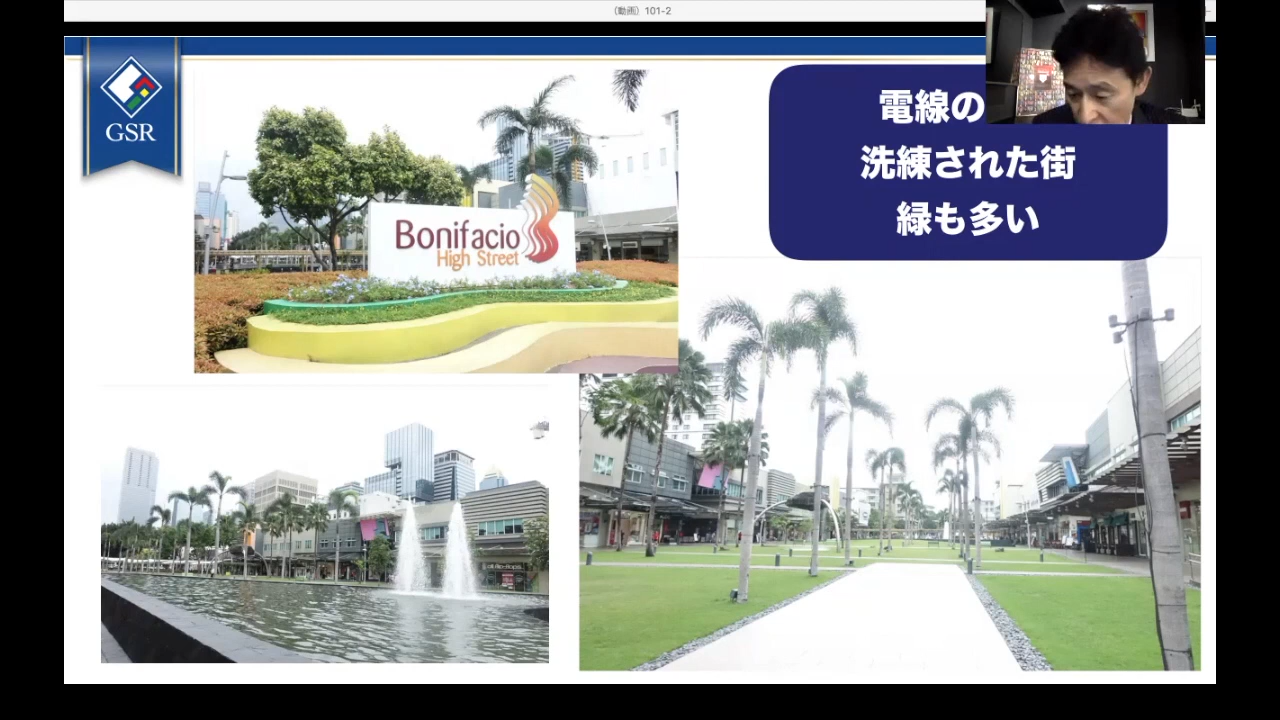 (動画) 101-2
GSR
電線の
洗練された街
緑も多い
Bonifacio
High Street